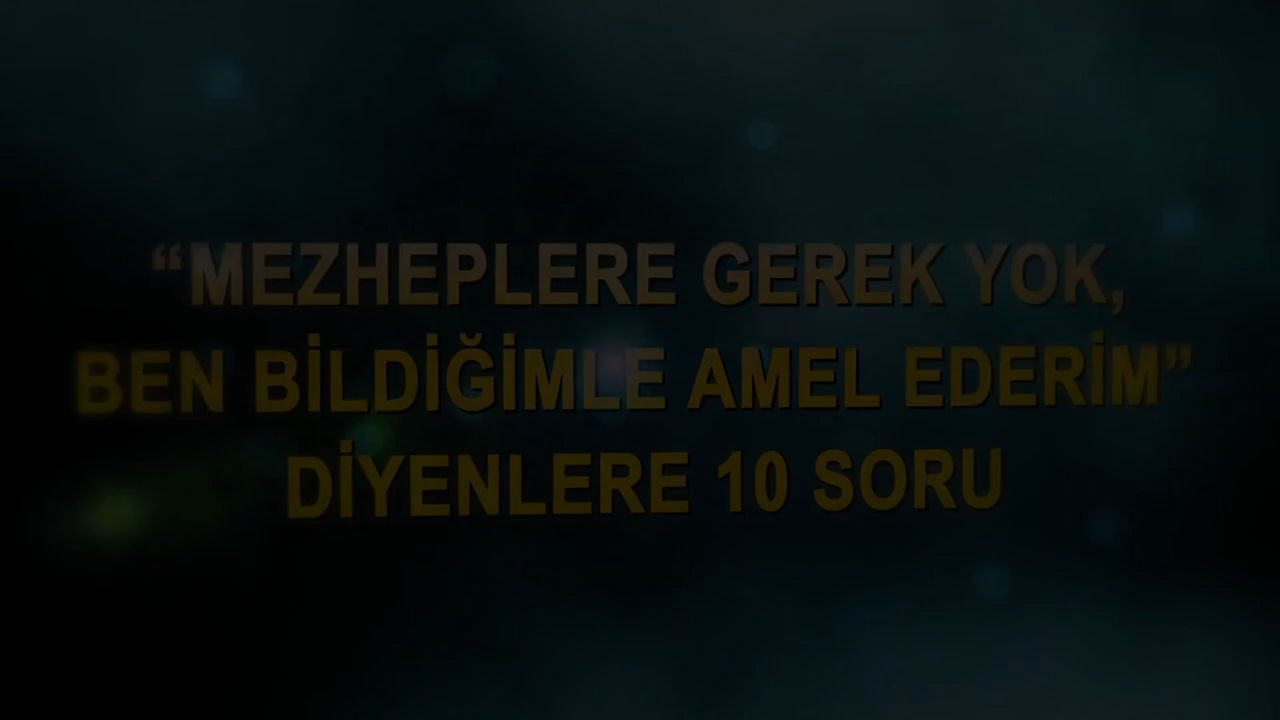 “MEZHEPLERE GEREK YOK,
BEN BİLDİĞİMLE AMEL EDERİM”
DİYENLERE 10 SORU